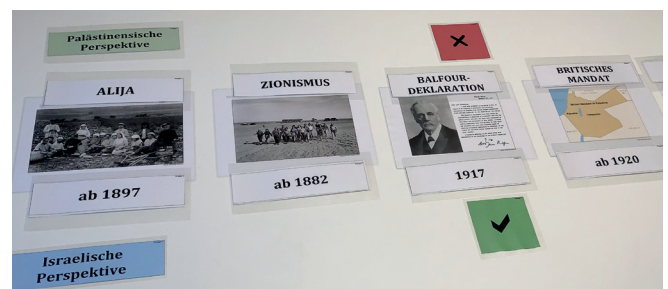 Palästinensische
Perspektive
ALIJA
ab 1897
ZIONISMUS
ab 1882
BALFOUR-
DEKLARATION
1917
BRITISCHES
MANDAT
ab 1920
Israelische
Perspektive